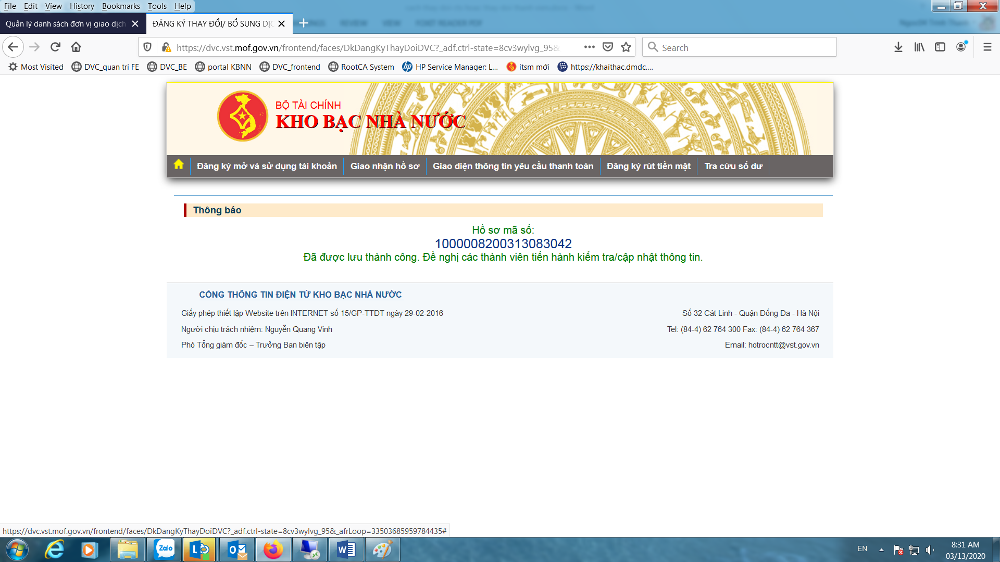 File Edit View History Bookmarks Tools Help
Quản lý danh sách đơn vị giao dịch
ĐĂNG KÝ THAY ĐỔI/ BỔ SUNG DỊC
REVIEW VIEW FOXIT READER PDF
https://dvc.vst.mof.gov.vn/frontend/faces/DkDangKyThayDoiDVC?_adf.ctrl-state=8cv3wylvg_95&
Search
Most Visited DVC_quan tri FE DVC_BE portal KBNN DVC_frontend RootCA System HP Service Manager: L... itsm mới https://khaithac.dmdc....
BỘ TÀI CHÍNH
KHO BẠC NHÀ NƯỚC
Đăng ký mở và sử dụng tài khoản Giao nhận hồ sơ Giao diện thông tin yêu cầu thanh toán Đăng ký rút tiền mặt Tra cứu số dư
Thông báo
Hồ sơ mã số:
1000008200313083042
Đã được lưu thành công. Đề nghị các thành viên tiến hành kiểm tra/cập nhật thông tin.
CỔNG THÔNG TIN ĐIỆN TỬ KHO BẠC NHÀ NƯỚC
Giấy phép thiết lập Website trên INTERNET số 15/GP-TTĐT ngày 29-02-2016
Số 32 Cát Linh - Quận Đống Đa - Hà Nội
Người chịu trách nhiệm: Nguyễn Quang Vinh
Tel: (84-4) 62 764 300 Fax: (84-4) 62 764 367
Phó Tổng giám đốc – Trưởng Ban biên tập
Email: hotrocntt@vst.gov.vn
https://dvc.vst.mof.gov.vn/frontend/faces/DkDangKyThayDoiDVC?_adf.ctrl-state=8cv3wylvg_95&_afrLoop=33503685959784435#
Zalo
EN
8:31 AM
03/13/2020